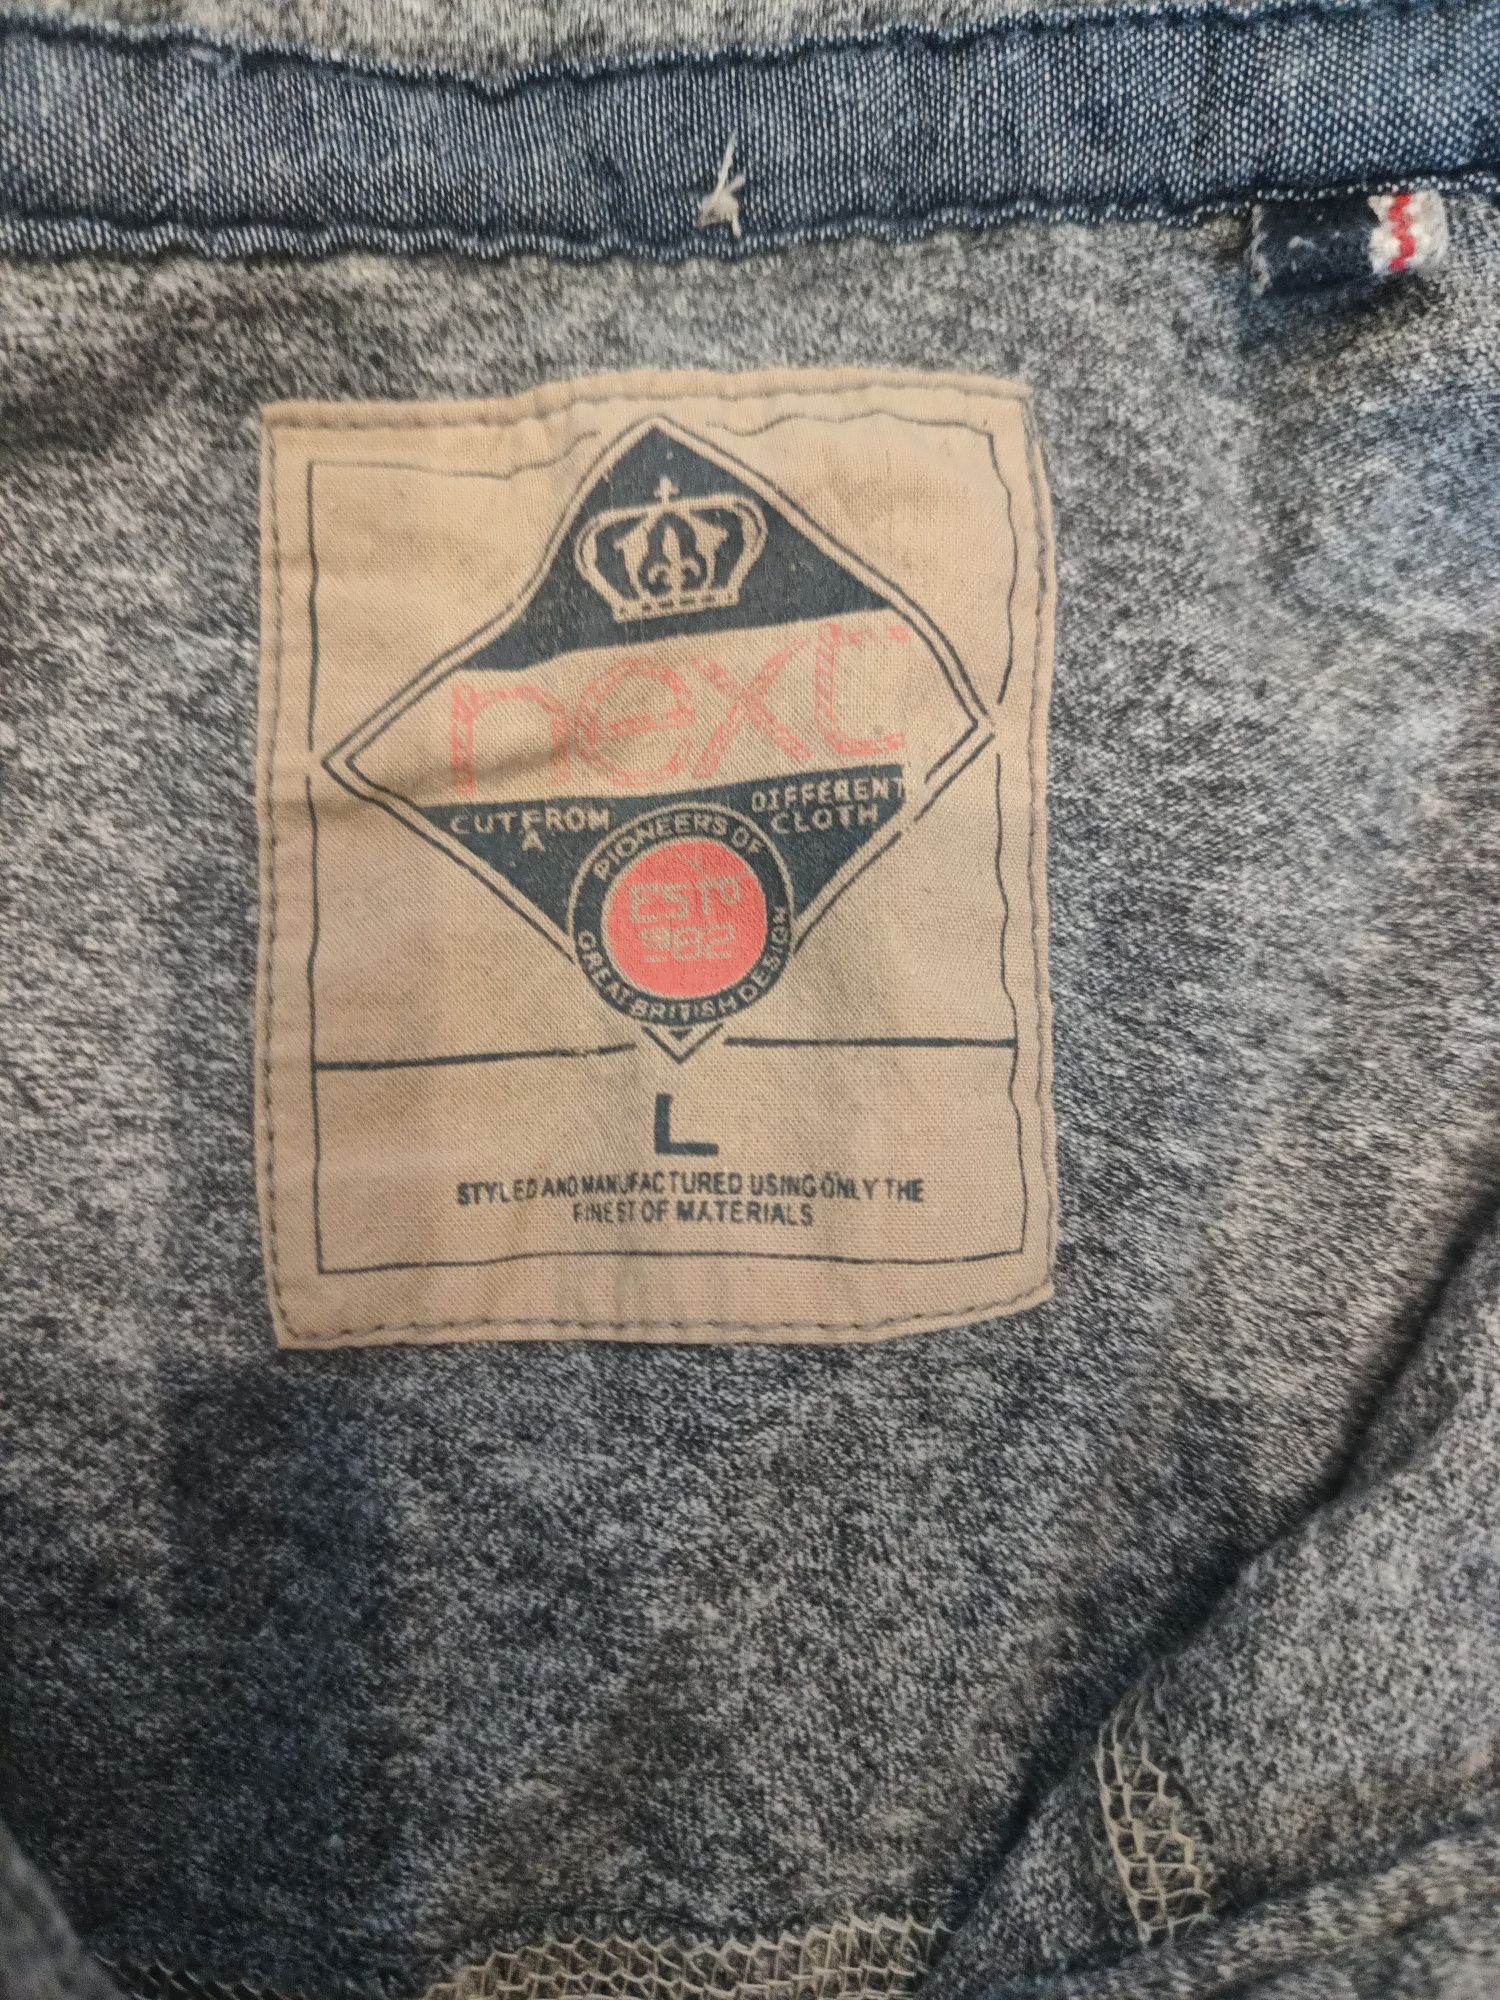 next
CUT FROM
A
DIFFERENT
CLOTH
PIONEERS OF
ESTD
1982
GREAT BRITISH DESIGN
L
STYLED AND MANUFACTURED USING ONLY THE
FINEST OF MATERIALS